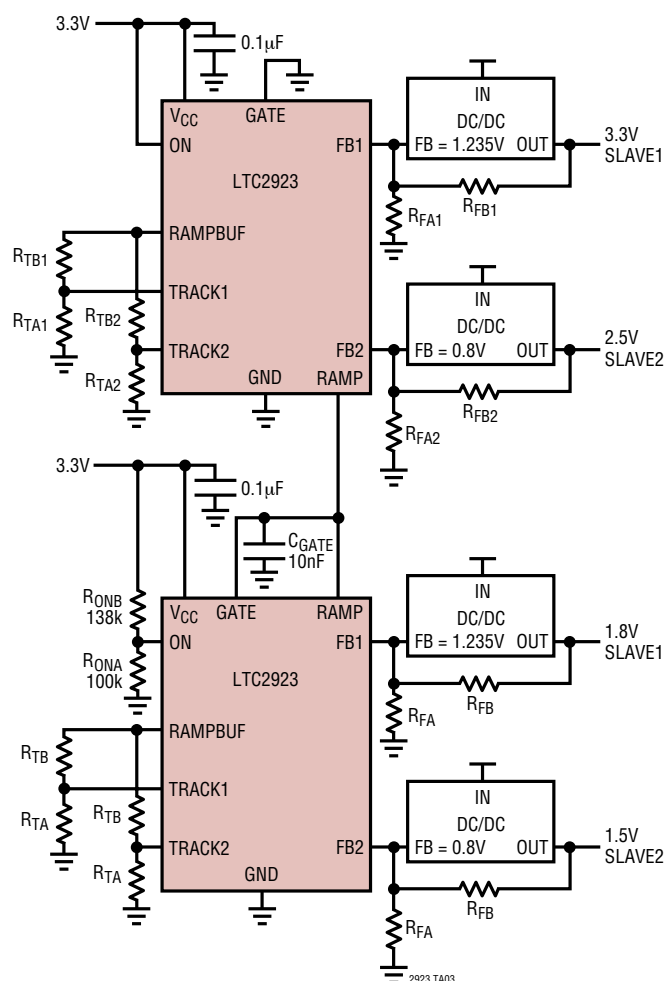 3.3V
0.1μF
VCC
GATE
ON
FB1
LTC2923
RAMPBUF
TRACK1
TRACK2
FB2
GND
RAMP
RTB1
RTA1
RTB2
RTA2
IN
DC/DC
FB = 1.235V OUT
3.3V
SLAVE1
RFA1
RFB1
IN
DC/DC
FB = 0.8V OUT
2.5V
SLAVE2
RFA2
RFB2
3.3V
0.1μF
CGATE
10nF
RONB
138k
RONA
100k
VCC
GATE
RAMP
ON
FB1
LTC2923
RAMPBUF
TRACK1
TRACK2
FB2
GND
RTB
RTA
RTB
RTA
IN
DC/DC
FB = 1.235V OUT
1.8V
SLAVE1
RFA
RFB
IN
DC/DC
FB = 0.8V OUT
1.5V
SLAVE2
RFA
RFB
2923 TA03